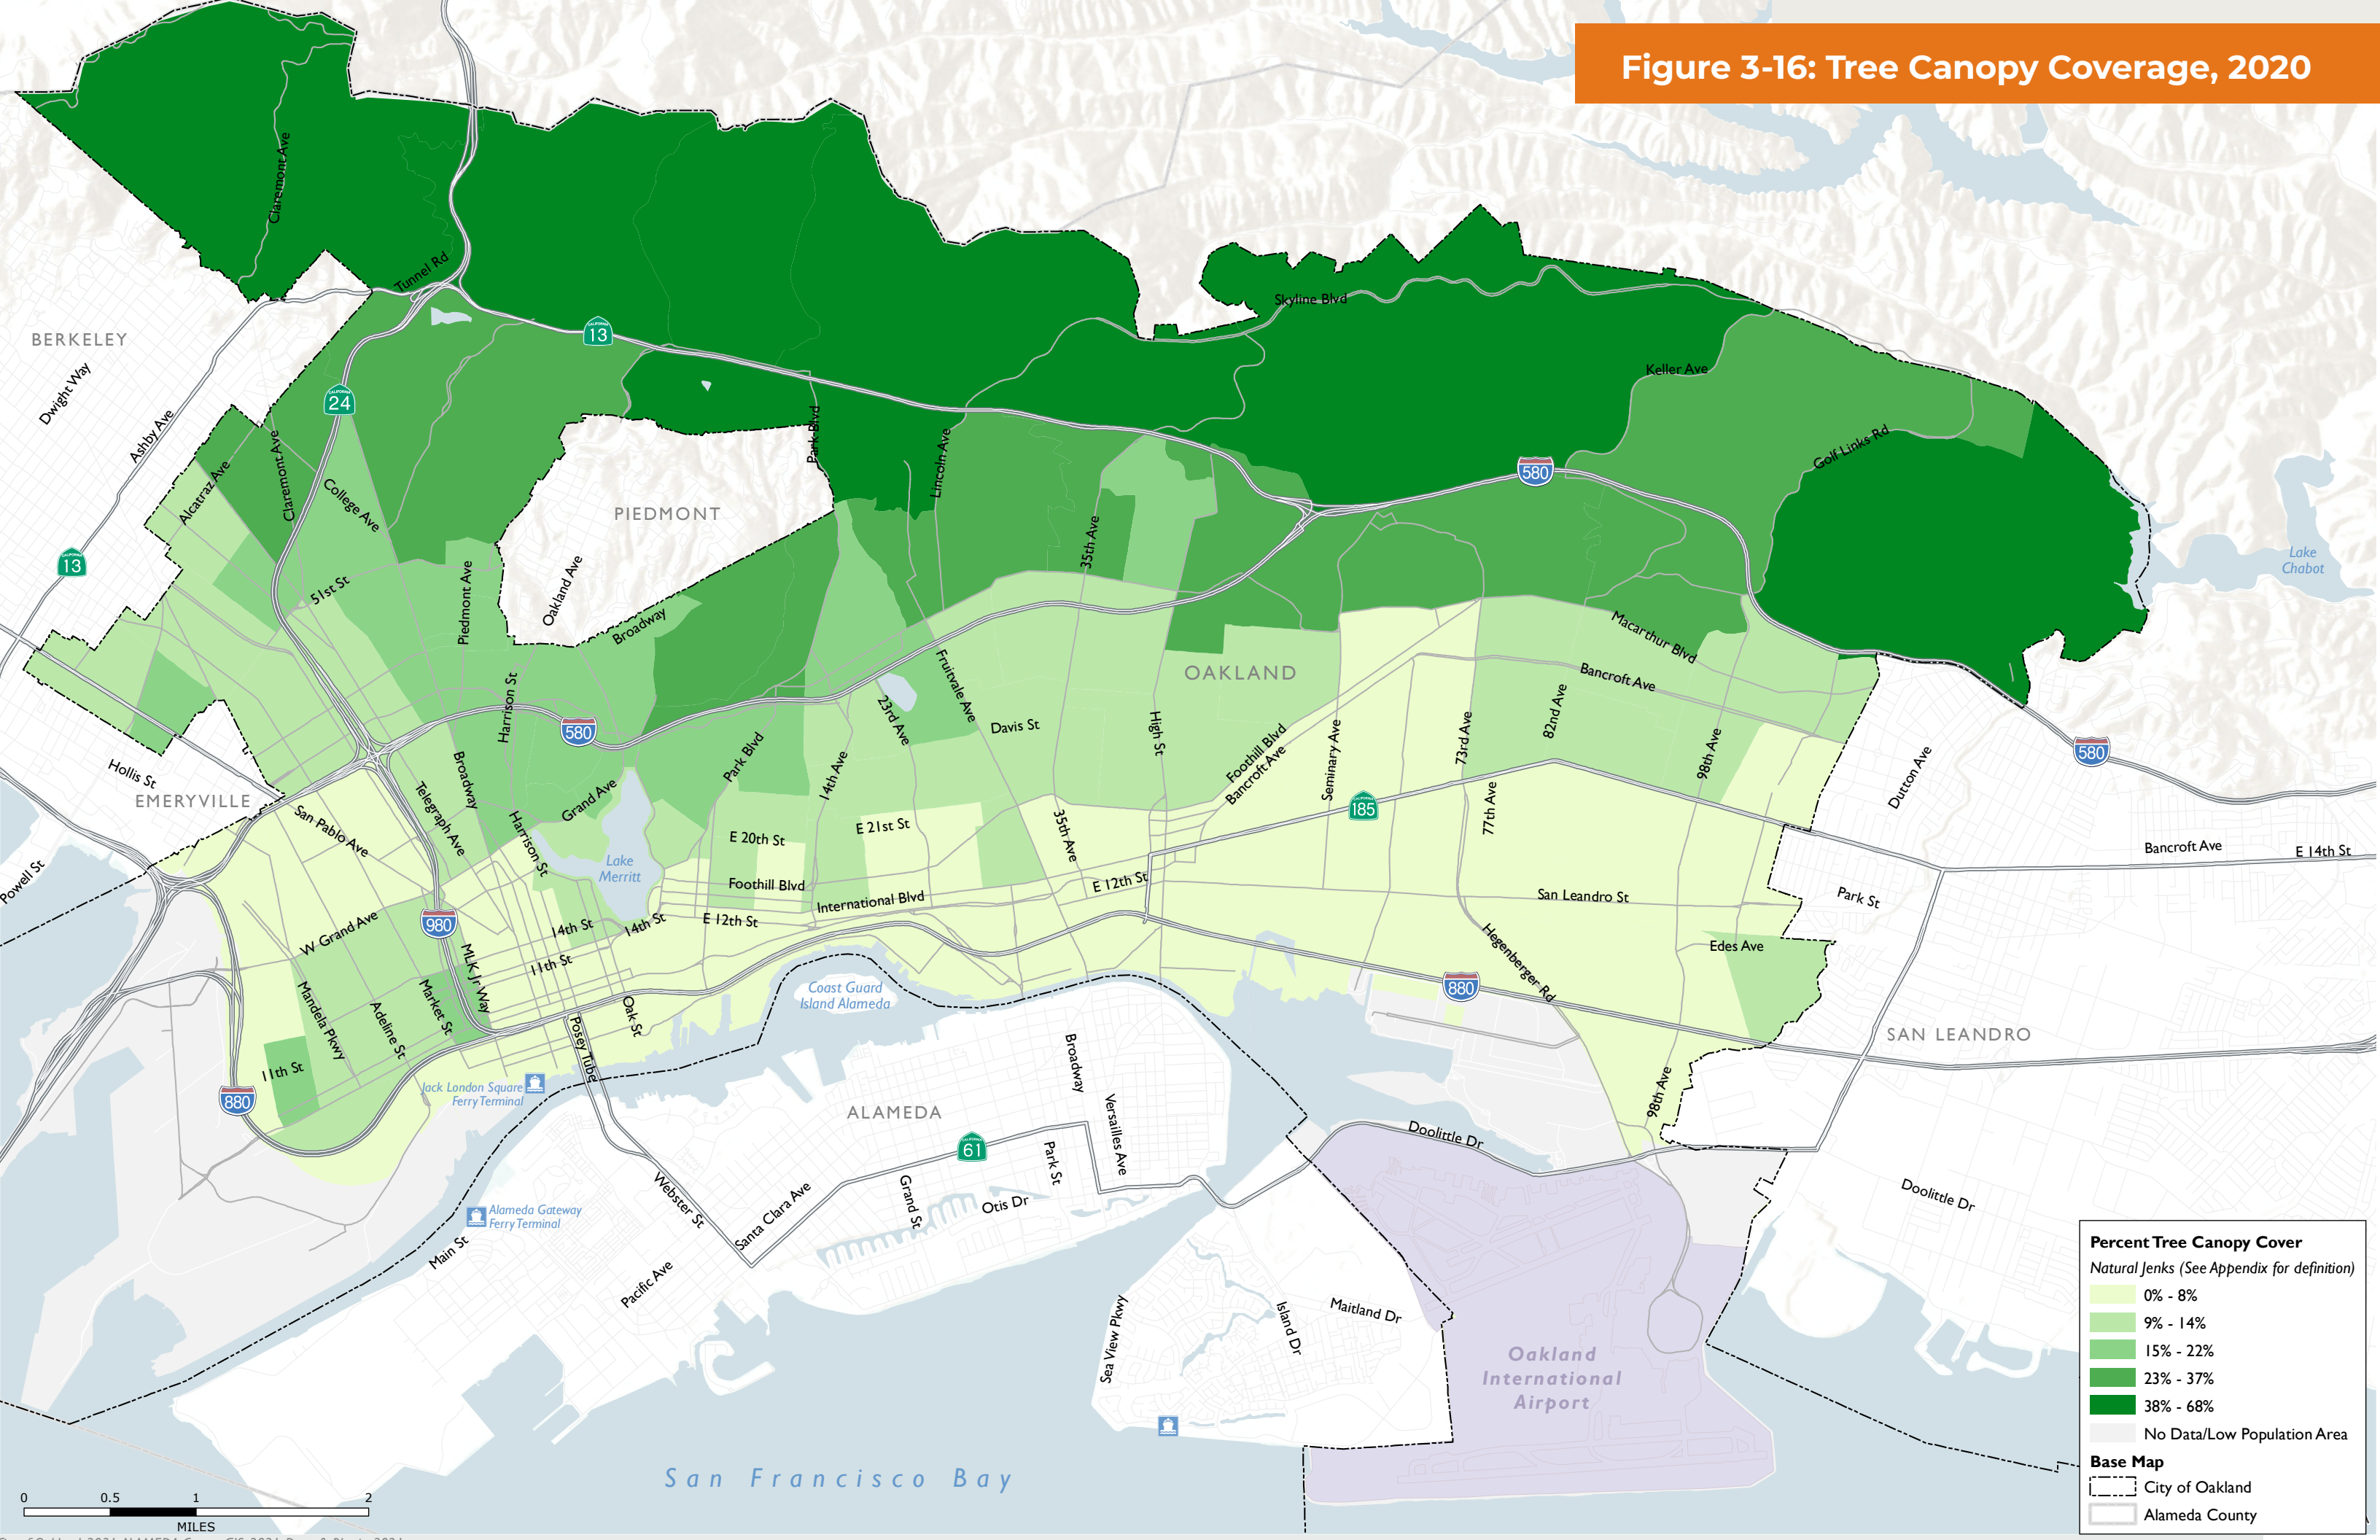 Figure 3-16: Tree Canopy Coverage, 2020
Claremont Ave
Tunnel Rd
BERKELEY
Dwight Way
Ashby Ave
CALIFORNIA
13
CALIFORNIA
24
CALIFORNIA
13
Skyline Blvd
Keller Ave
Golf Links Rd
580
Park Blvd
Lincoln Ave
Alcatraz Ave
Claremont Ave
College Ave
PIEDMONT
35th Ave
Lake
Chabot
51st St
Piedmont Ave
Oakland Ave
Broadway
Macarthur Blvd
OAKLAND
Bancroft Ave
Harrison St
580
Fruitvale Ave
23rd Ave
Davis St
High St
82nd Ave
73rd Ave
98th Ave
580
Hollis St
EMERYVILLE
Broadway
Park Blvd
14th Ave
Foothill Blvd
Bancroft Ave
Seminary Ave
CALIFORNIA
185
77th Ave
Dutton Ave
San Pablo Ave
Telegraph Ave
Grand Ave
Harrison St
E 20th St
E 21st St
35th Ave
Bancroft Ave
E 14th St
Powell St
Lake
Merritt
Foothill Blvd
International Blvd
E 12th St
San Leandro St
Park St
980
W Grand Ave
14th St
14th St
E 12th St
11th St
MLK Jr Way
Edes Ave
Hegenberger Rd
880
Coast Guard
Island Alameda
Mandela Pkwy
Adeline St
Market St
Oak St
Posey Tube
SAN LEANDRO
11th St
880
Jack London Square
Ferry Terminal
Broadway
Versailles Ave
98th Ave
ALAMEDA
CALIFORNIA
61
Park St
Doolittle Dr
Alameda Gateway
Ferry Terminal
Webster St
Santa Clara Ave
Grand St
Otis Dr
Doolittle Dr
Main St
Pacific Ave
Sea View Pkwy
Island Dr
Maitland Dr
Oakland
International
Airport
San Francisco Bay
0 0.5 1 2
MILES
Percent Tree Canopy Cover
Natural Jenks (See Appendix for definition)
0% - 8%
9% - 14%
15% - 22%
23% - 37%
38% - 68%
No Data/Low Population Area
Base Map
City of Oakland
Alameda County